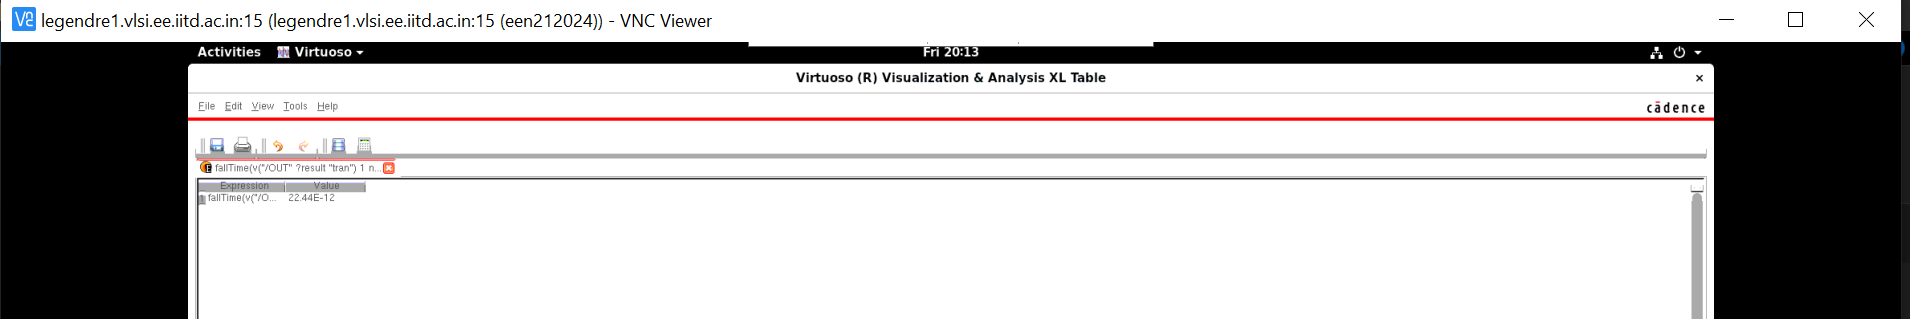 legendre1.vlsi.ee.iitd.ac.in:15 (legendre1.vlsi.ee.iitd.ac.in:15 (een212024)) - VNC Viewer
Activities Virtuoso Fri 20:13
Virtuoso (R) Visualization & Analysis XL Table
File Edit View Tools Help cādence
fallTime(v("/OUT" ?result "tran") 1 n...
Expression Value
1 fallTime(v("/O... 22.44E-12